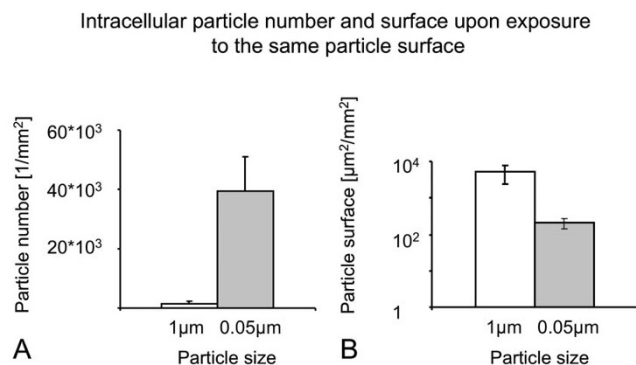 Intracellular particle number and surface upon exposure
to the same particle surface
Particle number [1/mm²]
60*10³
40*10³
20*10³
1µm 0.05µm
Particle size
A
Particle surface [µm²/mm²]
10⁴
10²
1
1µm 0.05µm
Particle size
B